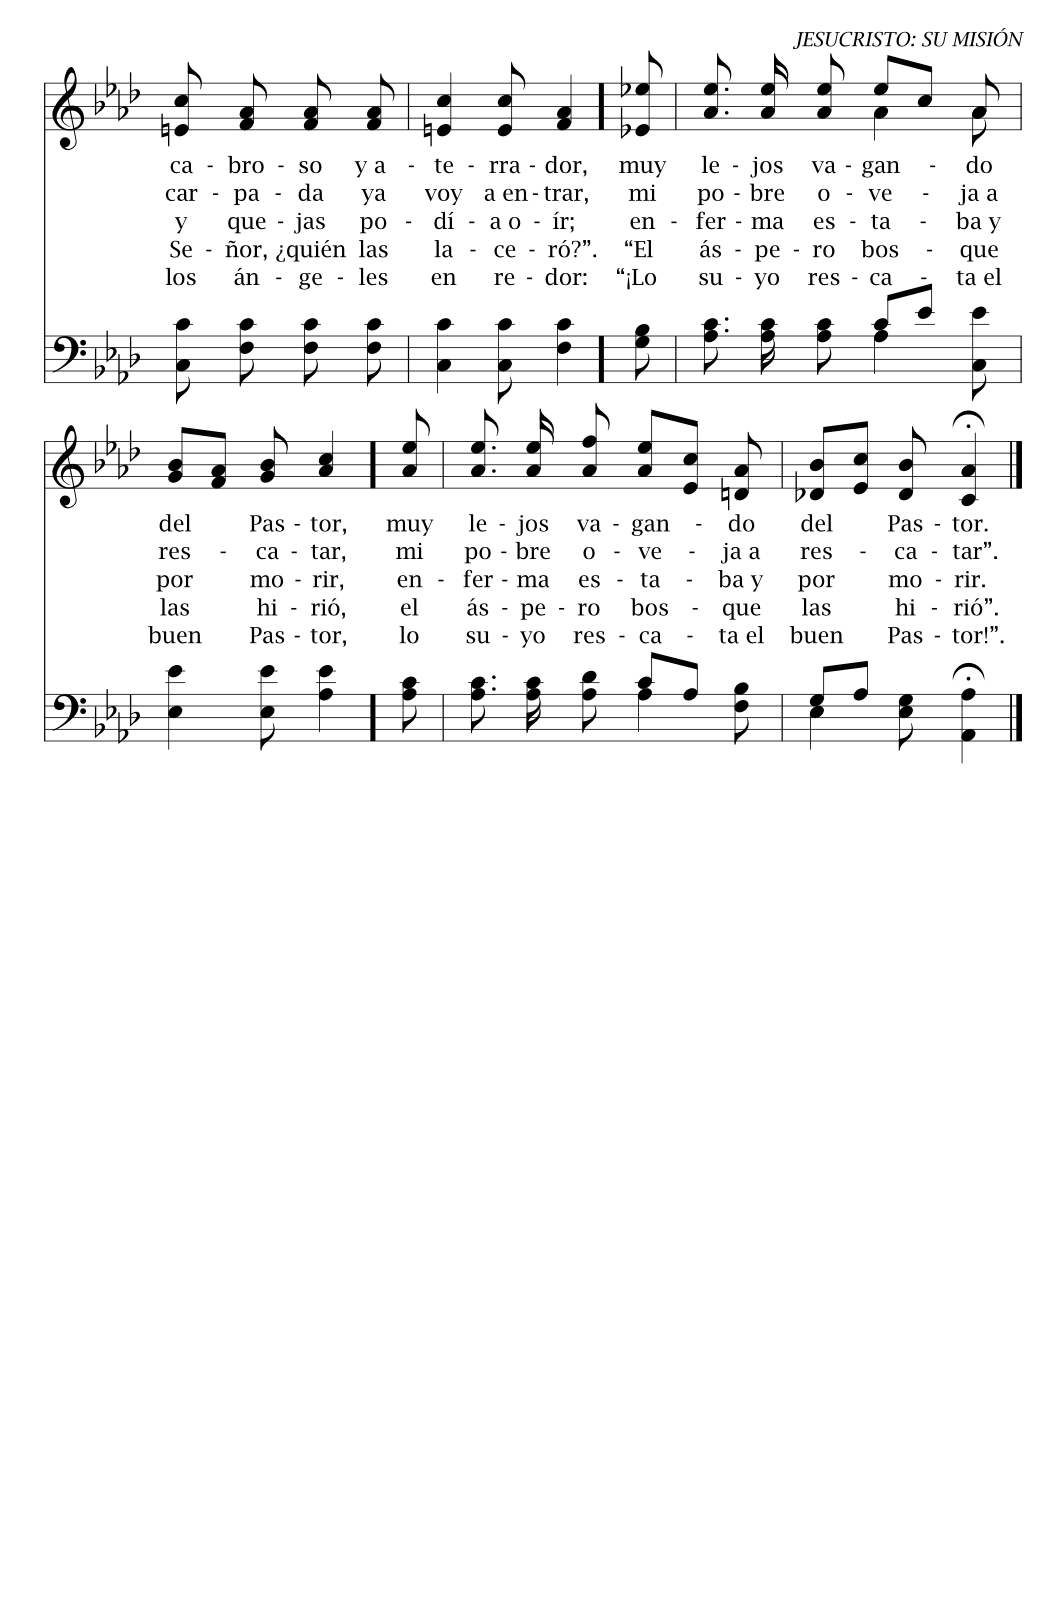 JESUCRISTO: SU MISIÓN
ca - bro - so y a - te - rra - dor, muy le - jos va - gan - do
car - pa - da ya voy a en - trar, mi po - bre o - ve - ja a
y que - jas po - dí - a o - ír; en - fer - ma es - ta - ba y
Se - ñor, ¿quién las la - ce - ró?”. “El ás - pe - ro bos - que
los án - ge - les en re - dor: “¡Lo su - yo res - ca - ta el
del Pas - tor, muy le - jos va - gan - do del Pas - tor.
res - ca - tar, mi po - bre o - ve - ja a res - ca - tar”.
por mo - rir, en - fer - ma es - ta - ba y por mo - rir.
las hi - rió, el ás - pe - ro bos - que las hi - rió”.
buen Pas - tor, lo su - yo res - ca - ta el buen Pas - tor!”.